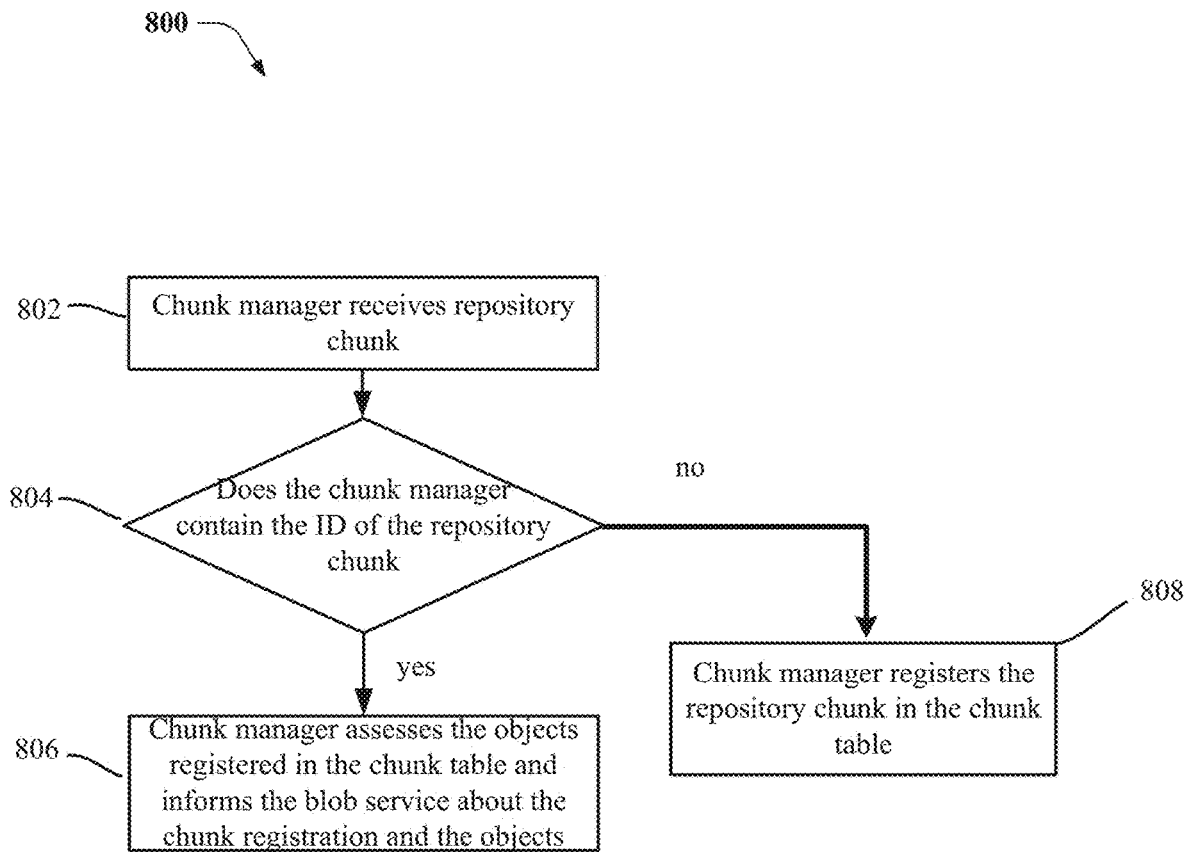 800
802
Chunk manager receives repository
chunk
804
Does the chunk manager
contain the ID of the repository
chunk
no
yes
806
Chunk manager assesses the objects
registered in the chunk table and
informs the blob service about the
chunk registration and the objects
808
Chunk manager registers the
repository chunk in the chunk
table